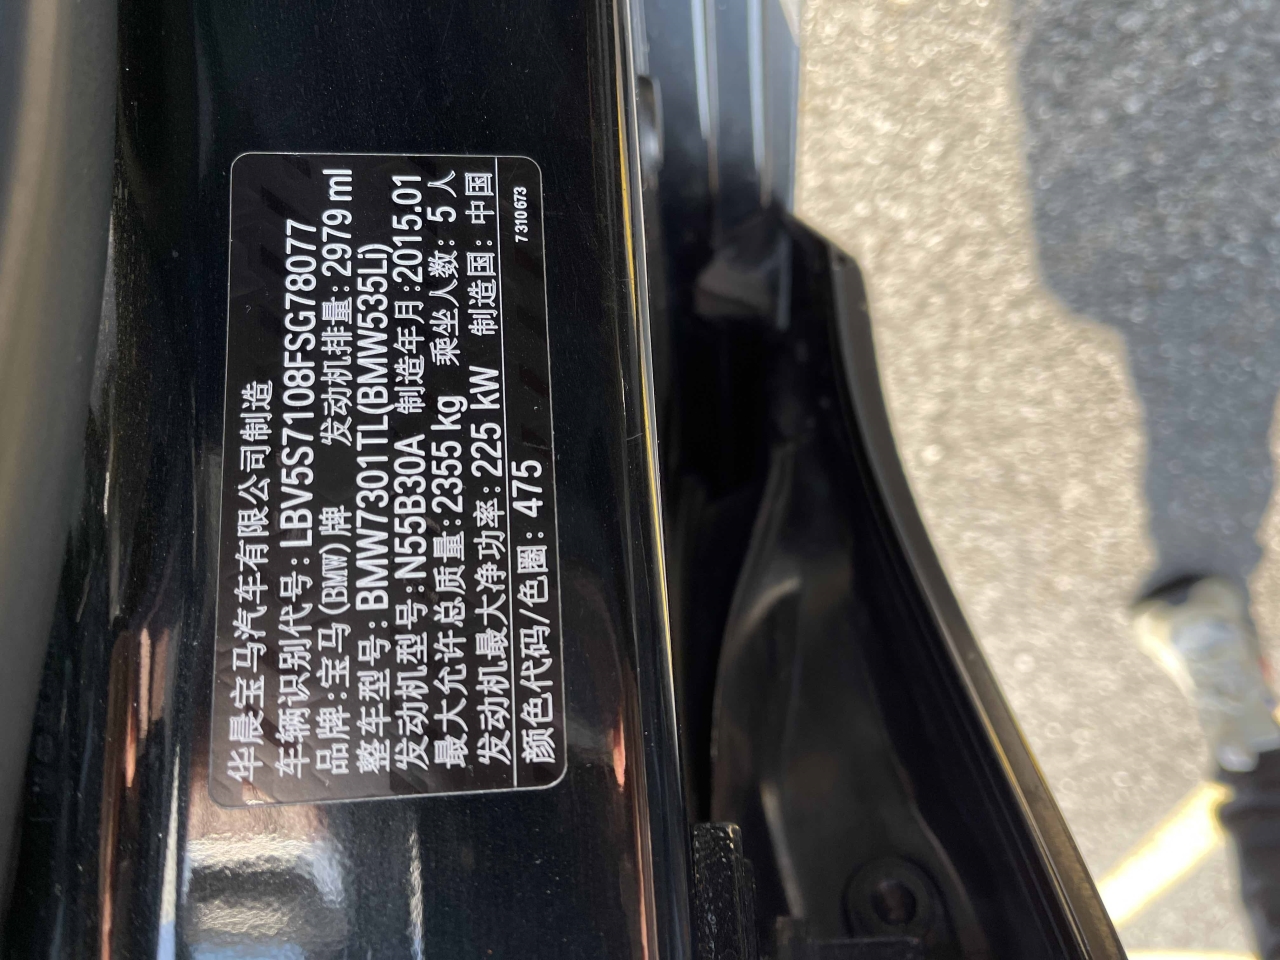 华晨宝马汽车有限公司制造
车辆识别代号:LBV5S7108FSG78077
品牌:宝马(BMW)牌 发动机排量:2979 ml
整车型号:BMW7301TL(BMW535Li)
发动机型号:N55B30A 制造年月:2015.01
最大允许总质量:2355 kg 乘坐人数: 5 人
发动机最大净功率:225 kW 制造国: 中国
颜色代码/色圈: 475 7310673